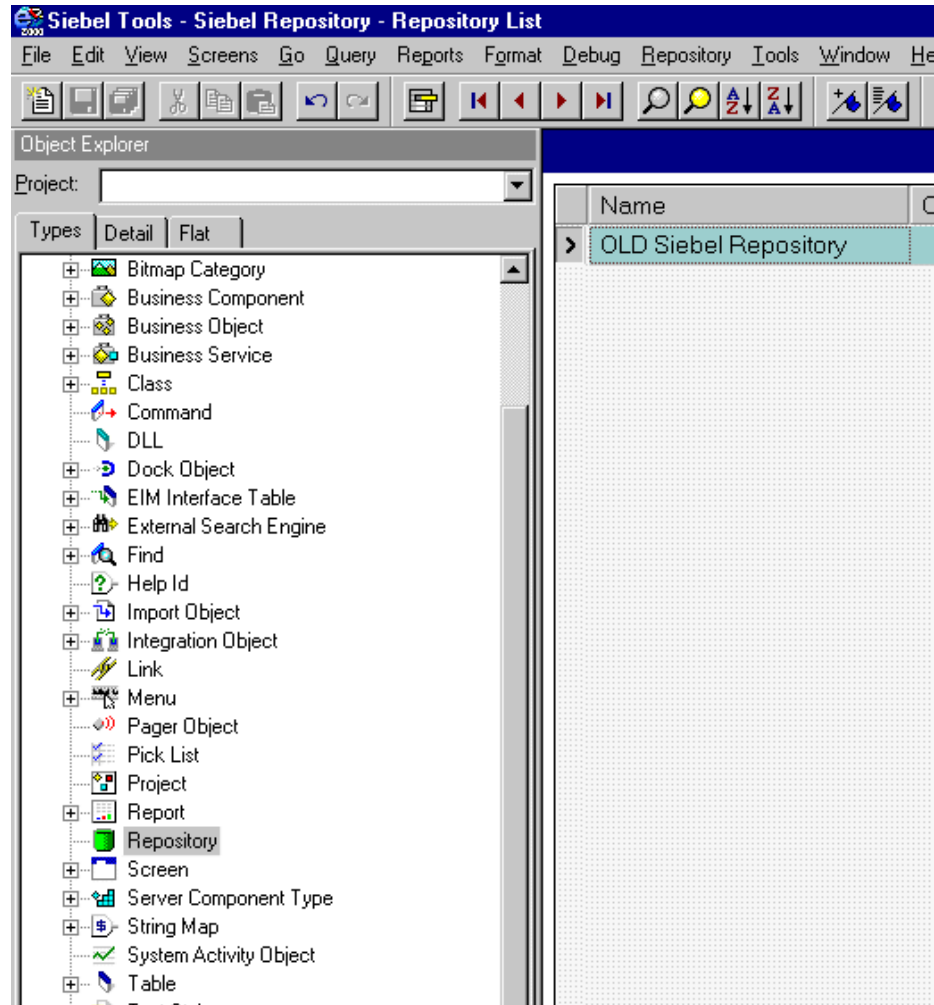 Siebel Tools - Siebel Repository - Repository List
File Edit View Screens Go Query Reports Format Debug Repository Tools Window He
Object Explorer
Project:
Types Detail Flat
Name
OLD Siebel Repository
Bitmap Category
Business Component
Business Object
Business Service
Class
Command
DLL
Dock Object
EIM Interface Table
External Search Engine
Find
Help Id
Import Object
Integration Object
Link
Menu
Pager Object
Pick List
Project
Report
Repository
Screen
Server Component Type
String Map
System Activity Object
Table